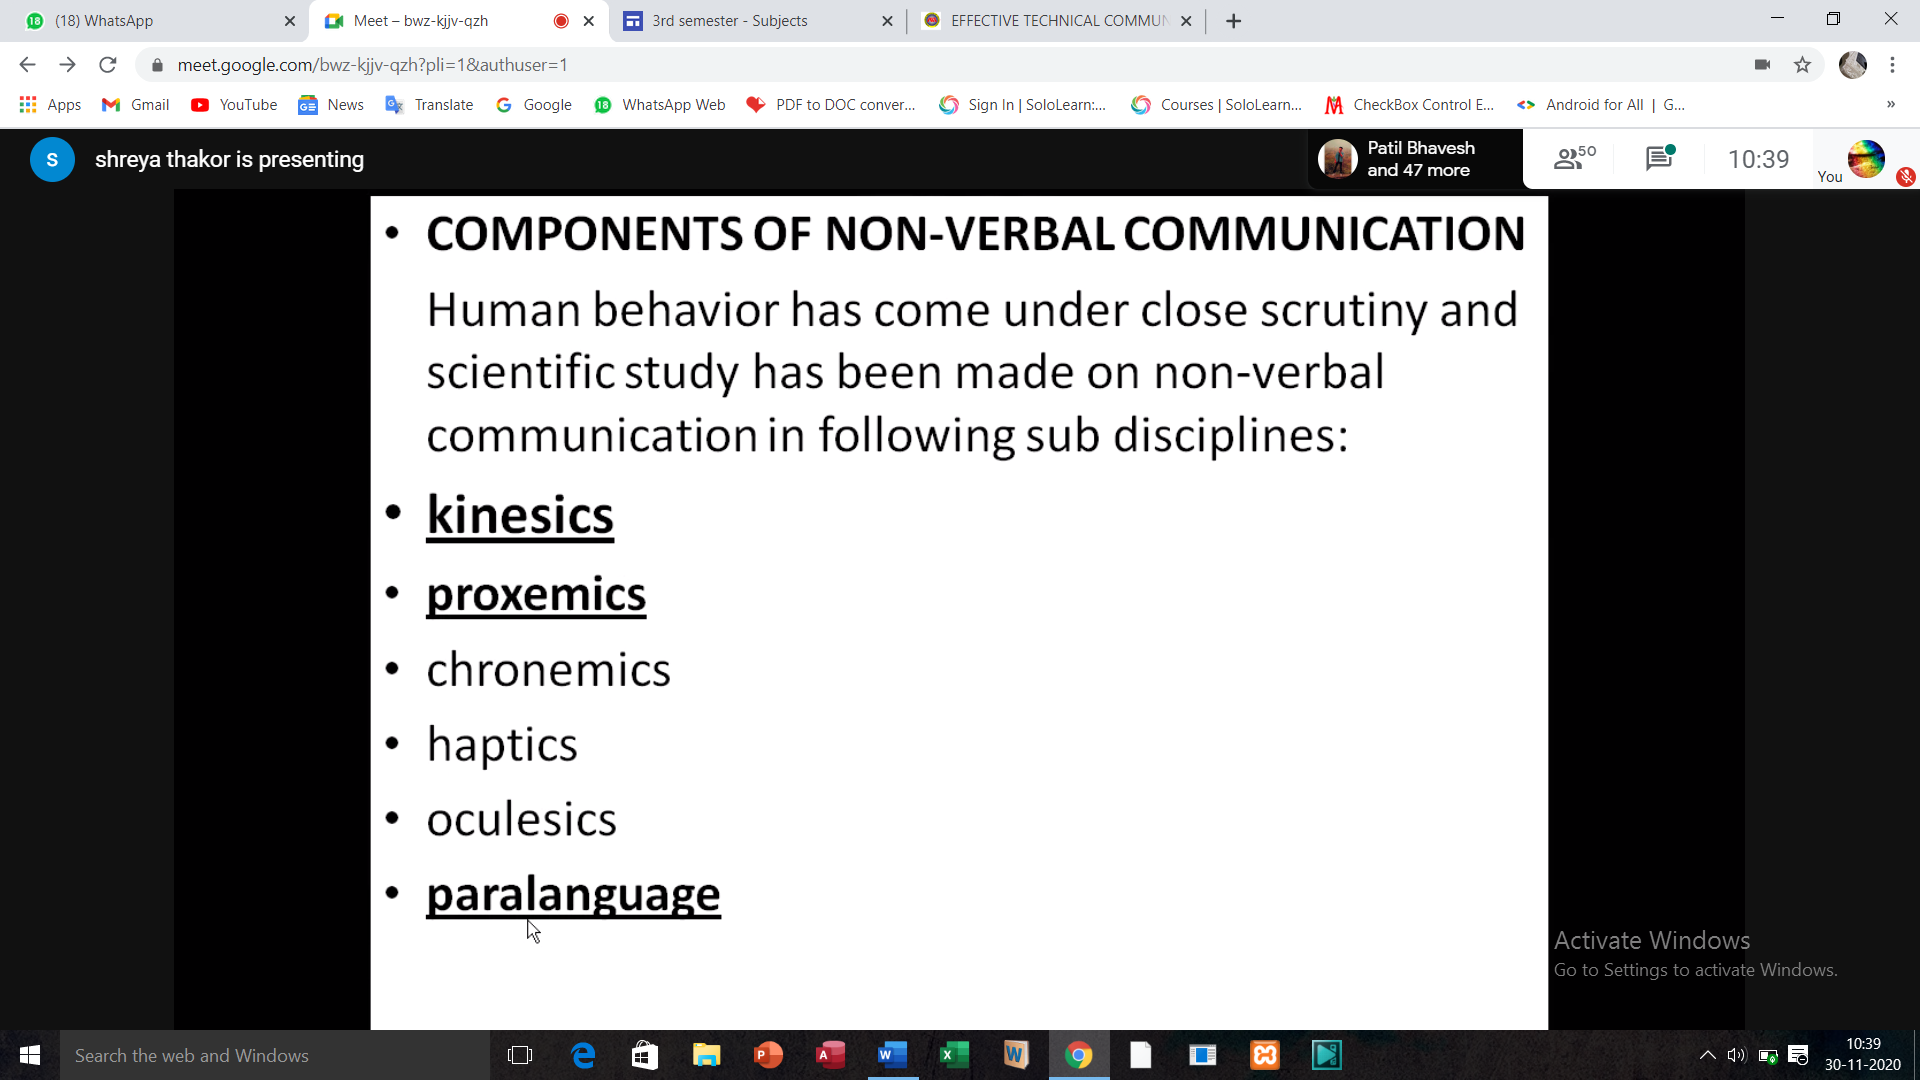 (18) WhatsApp
Meet – bwz-kjjv-qzh
3rd semester - Subjects
EFFECTIVE TECHNICAL COMMUN
meet.google.com/bwz-kjjv-qzh?pli=1&authuser=1
Apps
Gmail
YouTube
News
Translate
Google
WhatsApp Web
PDF to DOC conver...
Sign In | SoloLearn:...
Courses | SoloLearn...
CheckBox Control E...
Android for All | G...
»
S
shreya thakor is presenting
Patil Bhavesh
and 47 more
50
10:39
You
• COMPONENTS OF NON-VERBAL COMMUNICATION
Human behavior has come under close scrutiny and
scientific study has been made on non-verbal
communication in following sub disciplines:
• kinesics
• proxemics
• chronemics
• haptics
• oculesics
• paralanguage
Activate Windows
Go to Settings to activate Windows.
Search the web and Windows
10:39
30-11-2020